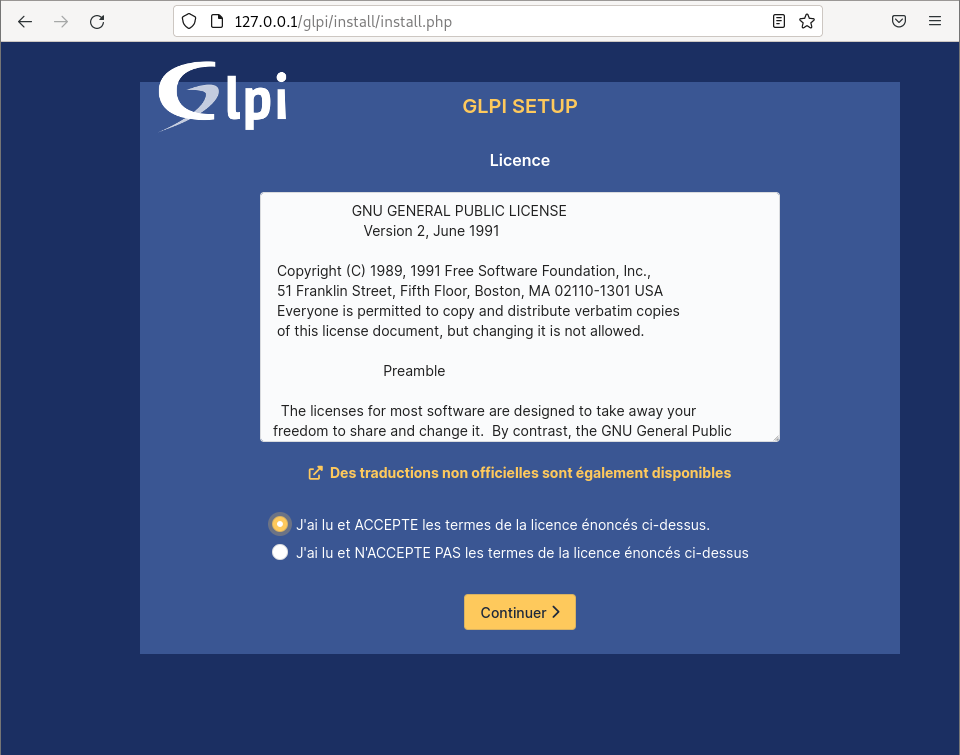 127.0.0.1/glpi/install/install.php
Glpi
GLPI SETUP
Licence
GNU GENERAL PUBLIC LICENSE
Version 2, June 1991
Copyright (C) 1989, 1991 Free Software Foundation, Inc.,
51 Franklin Street, Fifth Floor, Boston, MA 02110-1301 USA
Everyone is permitted to copy and distribute verbatim copies
of this license document, but changing it is not allowed.
Preamble
The licenses for most software are designed to take away your
freedom to share and change it.  By contrast, the GNU General Public
Des traductions non officielles sont également disponibles
J'ai lu et ACCEPTE les termes de la licence énoncés ci-dessus.
J'ai lu et N'ACCEPTE PAS les termes de la licence énoncés ci-dessus
Continuer